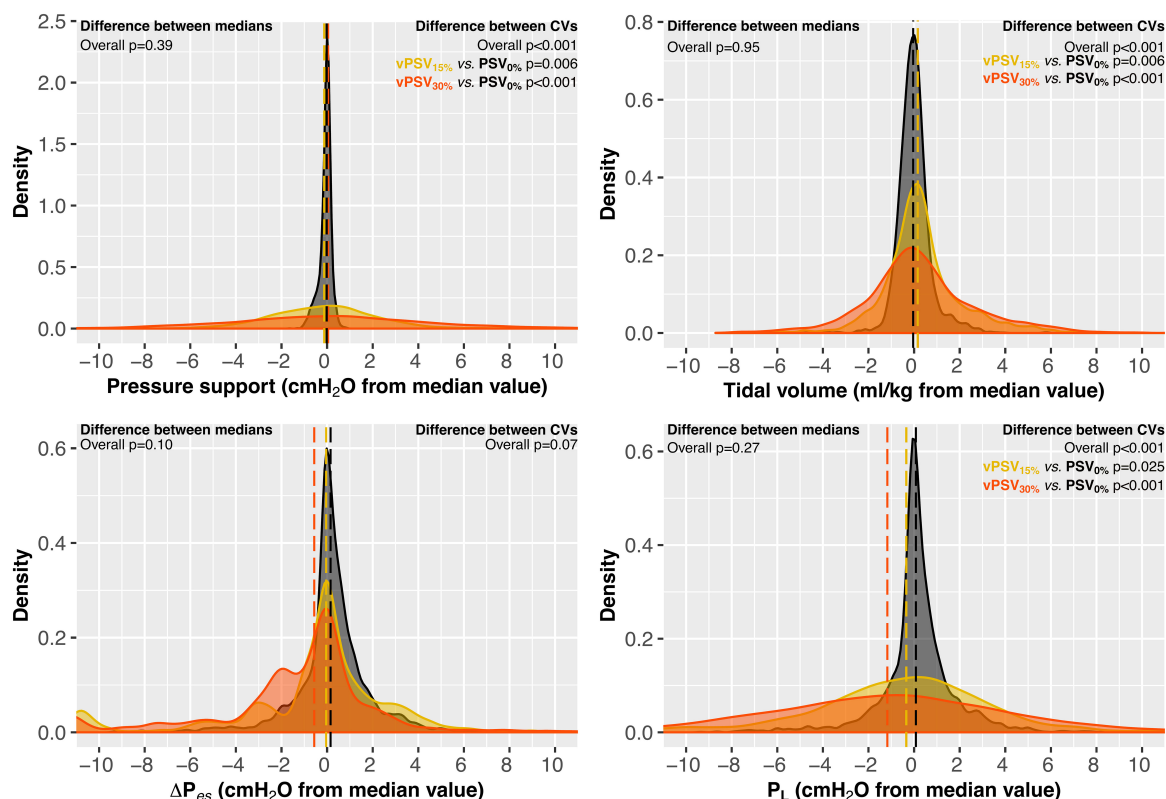 Difference between medians Difference between CVs
Overall p=0.39 Overall p<0.001
vPSV15% vs. PSV0% p=0.006
vPSV30% vs. PSV0% p<0.001
2.5
2.0
1.5
1.0
0.5
0.0
Density
−10 −8 −6 −4 −2 0 2 4 6 8 10
Pressure support (cmH2O from median value)
Difference between medians Difference between CVs
Overall p=0.95 Overall p<0.001
vPSV15% vs. PSV0% p=0.006
vPSV30% vs. PSV0% p<0.001
0.8
0.6
0.4
0.2
0.0
Density
−10 −8 −6 −4 −2 0 2 4 6 8 10
Tidal volume (ml/kg from median value)
Difference between medians Difference between CVs
Overall p=0.10 Overall p=0.07
0.6
0.4
0.2
0.0
Density
−10 −8 −6 −4 −2 0 2 4 6 8 10
ΔPes (cmH2O from median value)
Difference between medians Difference between CVs
Overall p=0.27 Overall p<0.001
vPSV15% vs. PSV0% p=0.025
vPSV30% vs. PSV0% p<0.001
0.6
0.4
0.2
0.0
Density
−10 −8 −6 −4 −2 0 2 4 6 8 10
PL (cmH2O from median value)